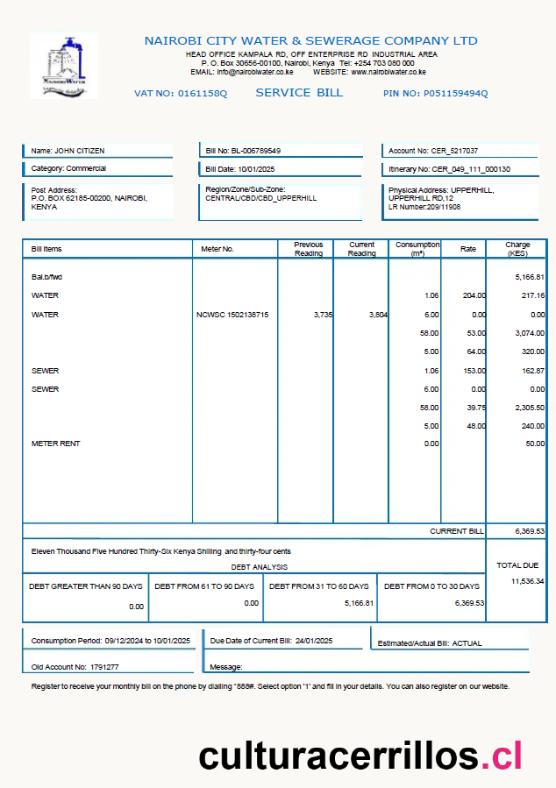 NAIROBI CITY WATER & SEWERAGE COMPANY LTD
HEAD OFFICE KAMPALA RD, OFF ENTERPRISE RD INDUSTRIAL AREA
P. O. Box 30656-00100, Nairobi, Kenya Tel: +254 703 080 000
EMAIL: info@nairobiwater.co.ke WEBSITE: www.nairobiwater.co.ke
VAT NO: 0161158Q SERVICE BILL PIN NO: P051159494Q
Name: JOHN CITIZEN Bill No: BL-006789549 Account No: CER_5217037
Category: Commercial Bill Date: 10/01/2025 Itinerary No: CER_049_111_000130
Post Address: Region/Zone/Sub-Zone: Physical Address: UPPERHILL,
P.O. BOX 62185-00200, NAIROBI, CENTRAL/CBD/CBD_UPPERHILL UPPERHILL RD,12
KENYA LR Number:209/11908
Bill Items Meter No. Previous Reading Current Reading Consumption (m³) Rate Charge (KES)
Bal.b/fwd 5,166.81
WATER 1.06 204.00 217.16
WATER NCWSC 1502138715 3,735 3,804 6.00 0.00 0.00
58.00 53.00 3,074.00
5.00 64.00 320.00
SEWER 1.06 153.00 162.87
SEWER 6.00 0.00 0.00
58.00 39.75 2,305.50
5.00 48.00 240.00
METER RENT 0.00 50.00
CURRENT BILL 6,369.53
Eleven Thousand Five Hundred Thirty-Six Kenya Shilling and thirty-four cents
DEBT ANALYSIS TOTAL DUE
11,536.34
DEBT GREATER THAN 90 DAYS DEBT FROM 61 TO 90 DAYS DEBT FROM 31 TO 60 DAYS DEBT FROM 0 TO 30 DAYS
0.00 0.00 5,166.81 6,369.53
Consumption Period: 09/12/2024 to 10/01/2025 Due Date of Current Bill: 24/01/2025 Estimated/Actual Bill: ACTUAL
Old Account No: 1791277 Message:
Register to receive your monthly bill on the phone by dialling *888#. Select option '1' and fill in your details. You can also register on our website.
culturacerrillos.cl